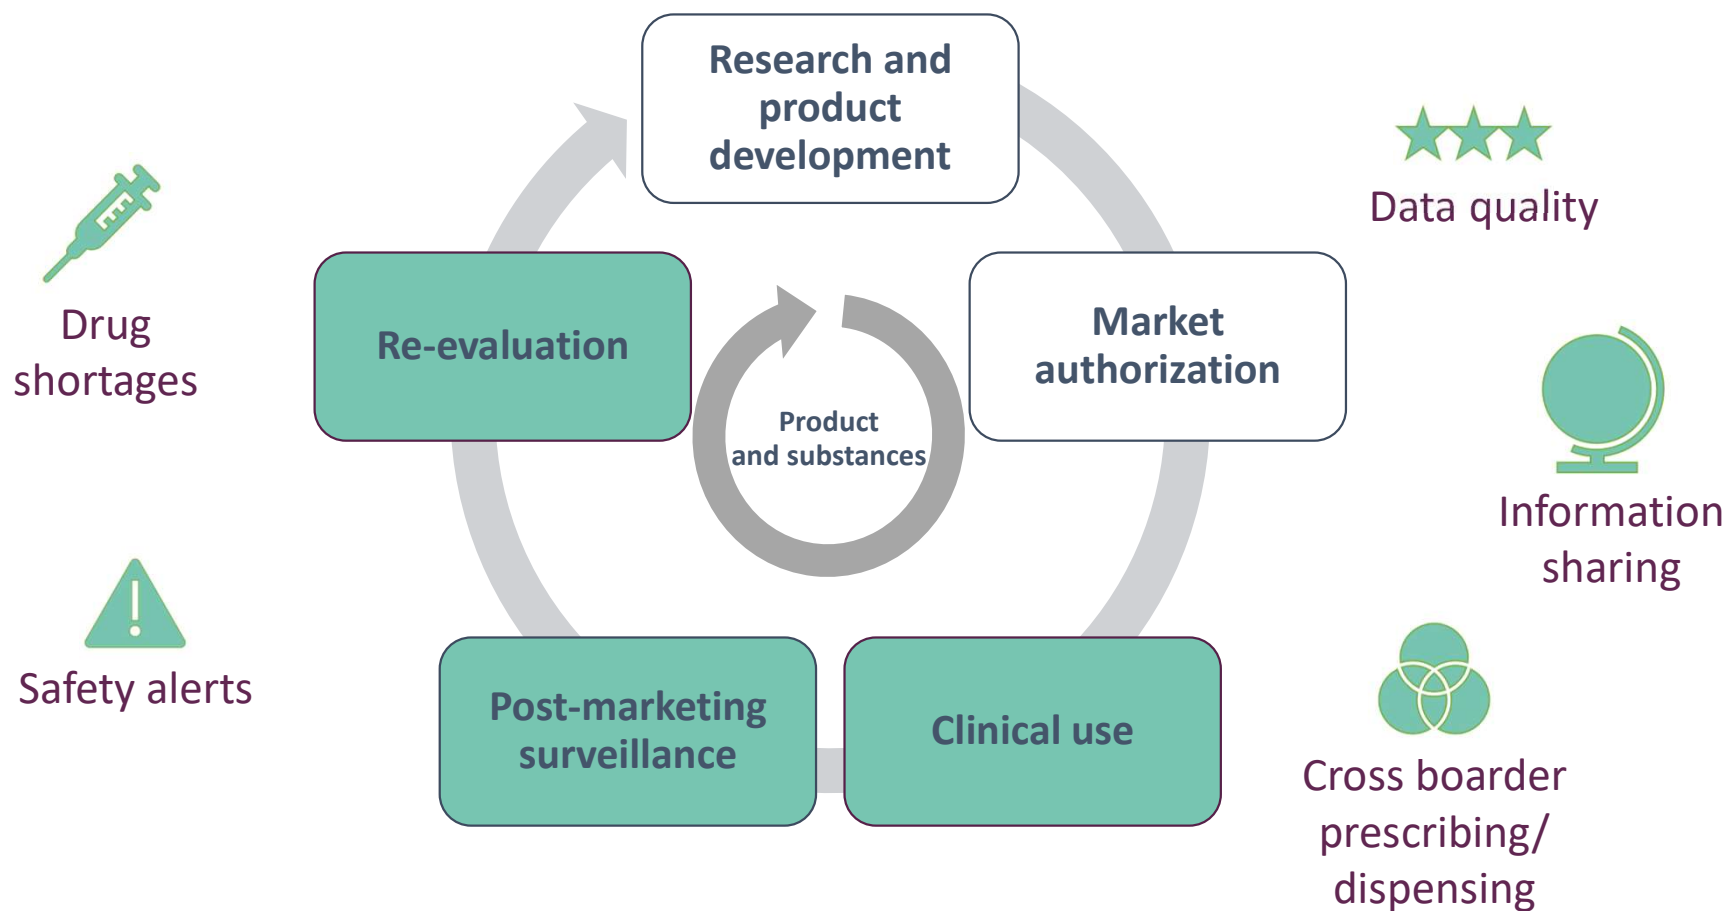 Research and
product
development
Data quality
Drug
shortages
Re-evaluation
Market
authorization
Product
and substances
Information
sharing
Safety alerts
Post-marketing
surveillance
Clinical use
Cross boarder
prescribing/
dispensing